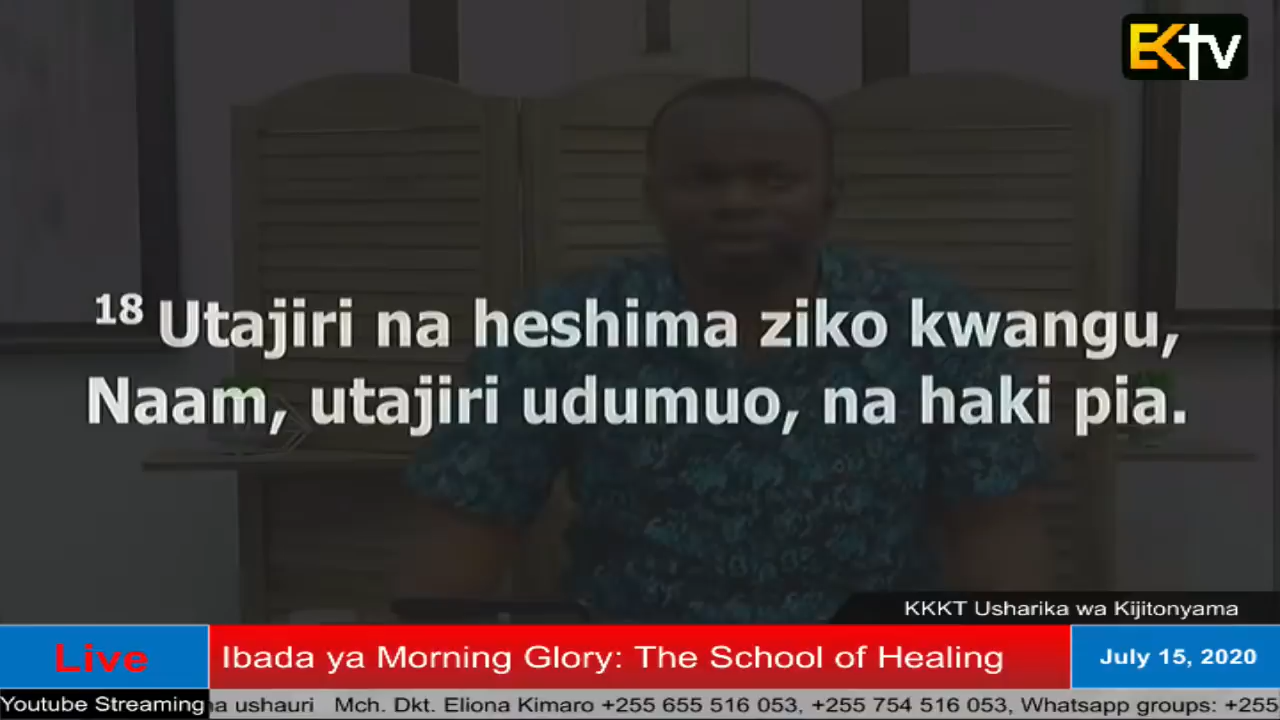 EKTV
18 Utajiri na heshima ziko kwangu,
Naam, utajiri udumuo, na haki pia.
KKKT Usharika wa Kijitonyama
Live
Ibada ya Morning Glory: The School of Healing
July 15, 2020
Youtube Streaming
a ushauri Mch. Dkt. Eliona Kimaro +255 655 516 053, +255 754 516 053, Whatsapp groups: +255